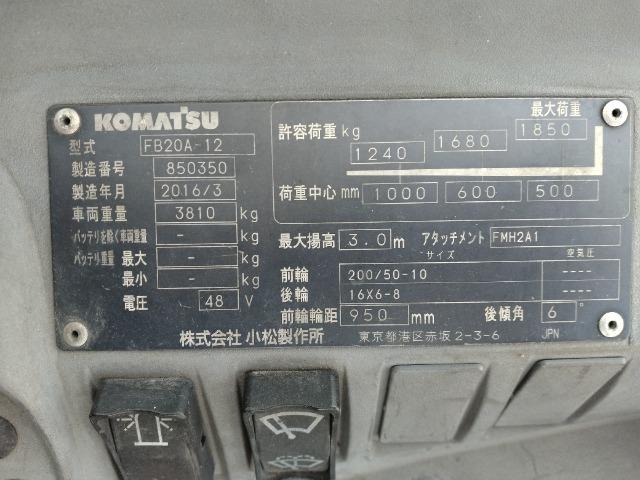 KOMATSU
型式 FB20A-12
製造番号 850350
製造年月 2016/3
車両重量 3810 kg
バッテリを除く車両重量 - kg
バッテリ重量 最大 - kg
最小 - kg
電圧 48 V
最大荷重
許容荷重 kg 1240 1680 1850
荷重中心 mm 1000 600 500
最大揚高 3.0 m アタッチメント FMH2A1
サイズ 空気圧
前輪 200/50-10 ----
後輪 16X6-8 ----
前輪輪距 950 mm 後傾角 6°
株式会社 小松製作所 東京都港区赤坂2-3-6 JPN